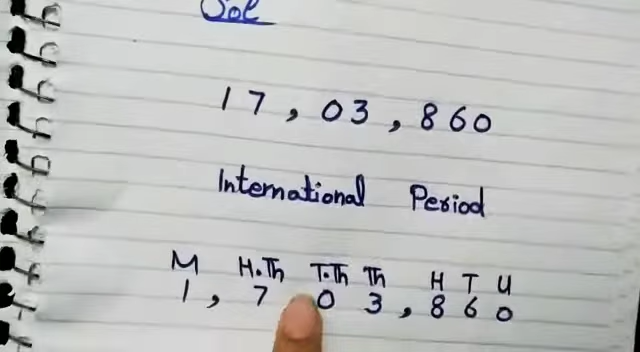 Sol
17, 03, 860
International Period
M H.Th T.Th Th H T U
1, 7 0 3, 8 6 0